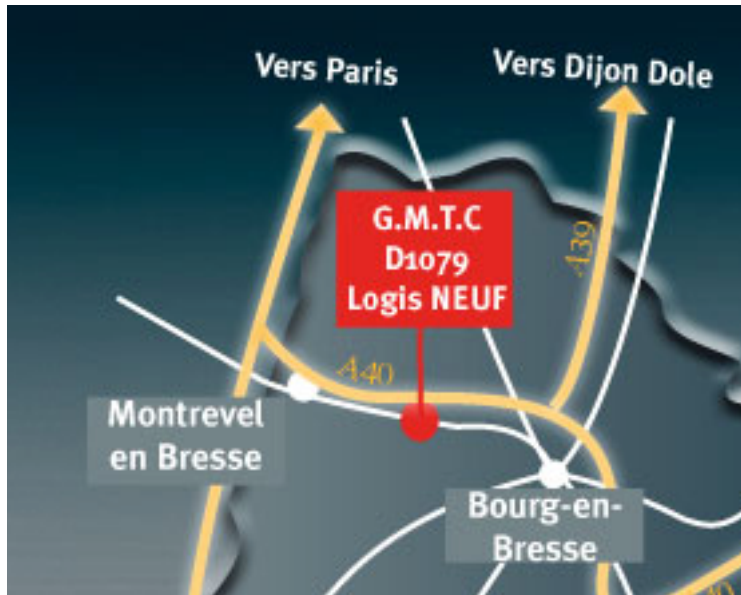 Vers Paris
Vers Dijon Dole
G.M.T.C
D1079
Logis NEUF
A39
A40
Montrevel
en Bresse
Bourg-en-
Bresse